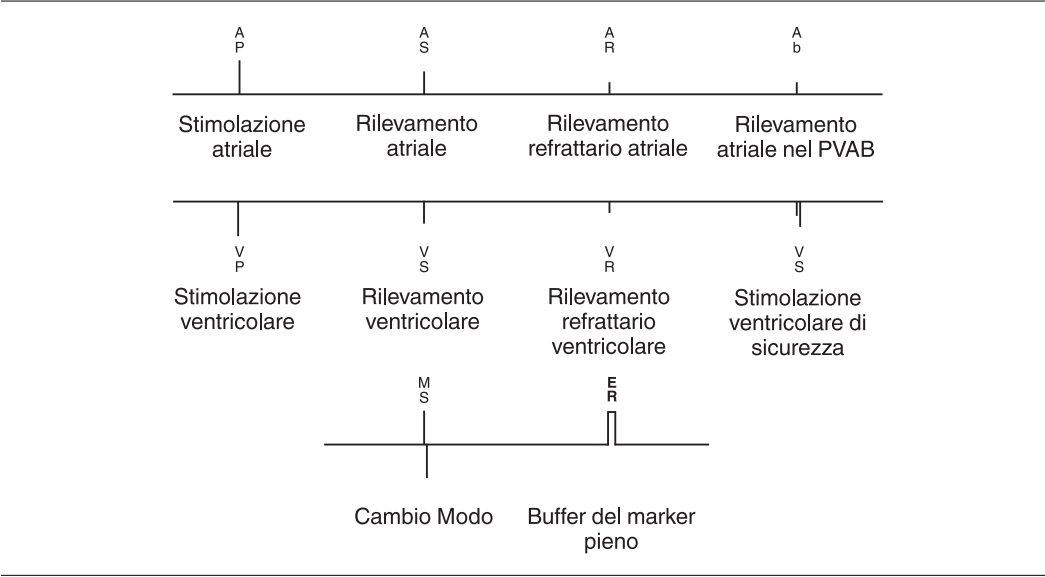 A A A A
P S R b
Stimolazione Rilevamento Rilevamento Rilevamento
atriale atriale refrattario atriale atriale nel PVAB
V V V V
P S R S
Stimolazione Rilevamento Rilevamento Stimolazione
ventricolare ventricolare refrattario ventricolare di
ventricolare sicurezza
M E
S R
Cambio Modo Buffer del marker
pieno